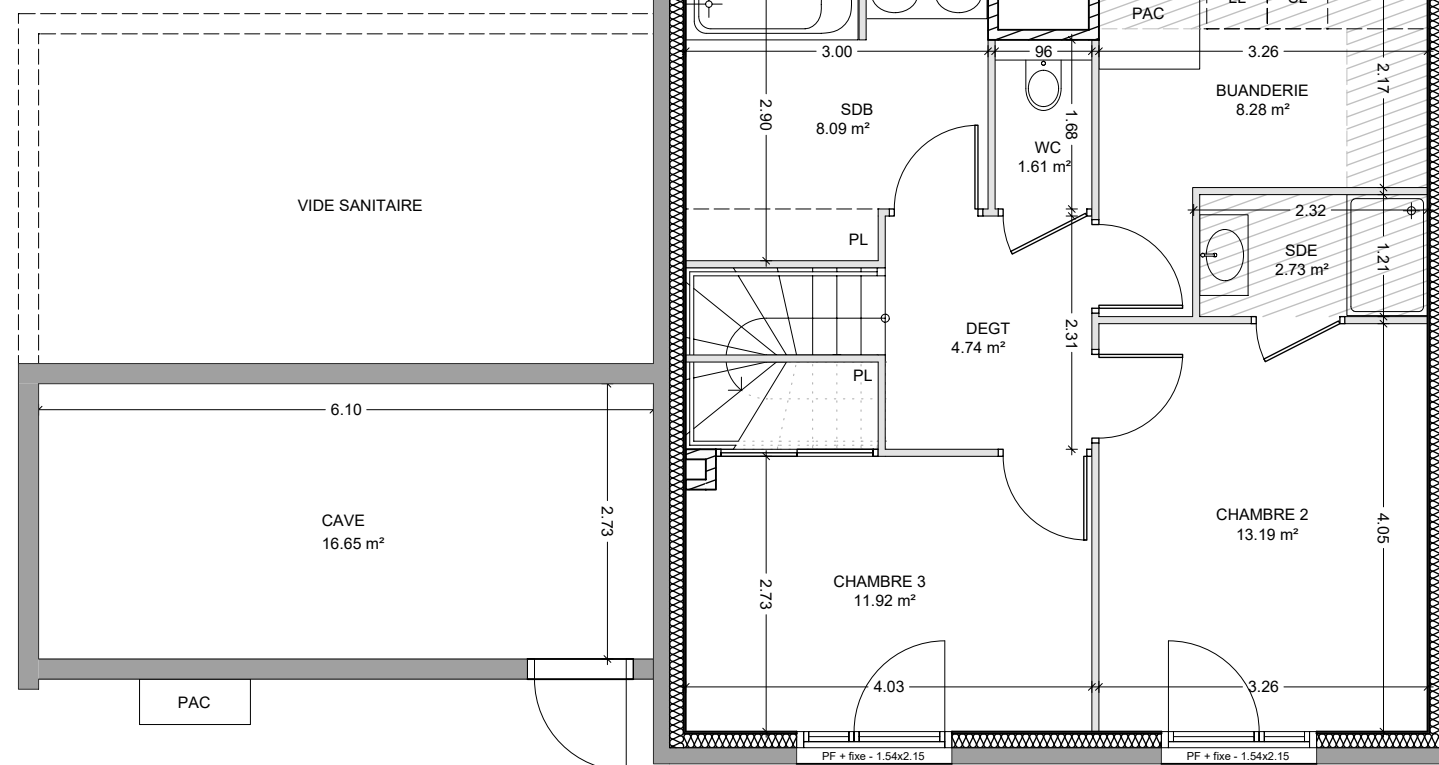 PAC
3.00
96
3.26
2.17
BUANDERIE
8.28 m²
2.90
SDB
8.09 m²
1.68
WC
1.61 m²
VIDE SANITAIRE
2.32
PL
SDE
2.73 m²
1.21
DEGT
4.74 m²
2.31
PL
6.10
2.73
CAVE
16.65 m²
CHAMBRE 2
13.19 m²
4.05
CHAMBRE 3
11.92 m²
2.73
4.03
3.26
PAC
PF + fixe - 1.54x2.15
PF + fixe - 1.54x2.15